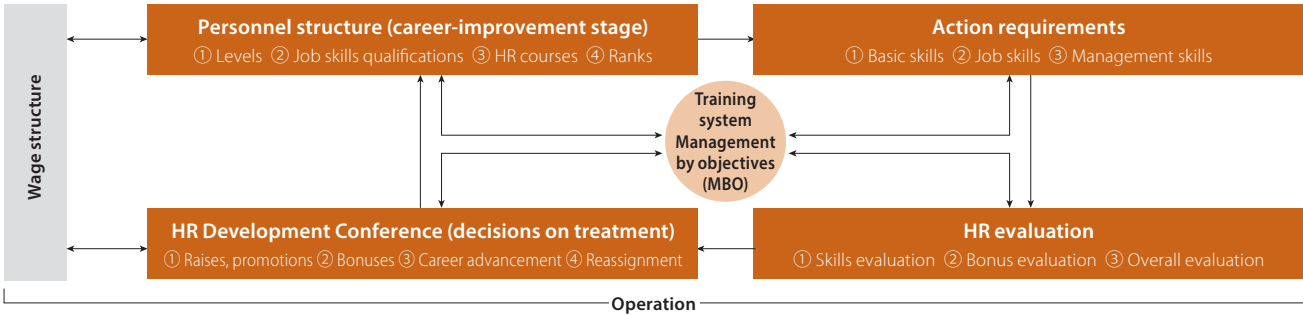 Wage structure
Personnel structure (career-improvement stage)
① Levels ② Job skills qualifications ③ HR courses ④ Ranks
Action requirements
① Basic skills ② Job skills ③ Management skills
Training
system
Management
by objectives
(MBO)
HR Development Conference (decisions on treatment)
① Raises, promotions ② Bonuses ③ Career advancement ④ Reassignment
HR evaluation
① Skills evaluation ② Bonus evaluation ③ Overall evaluation
Operation